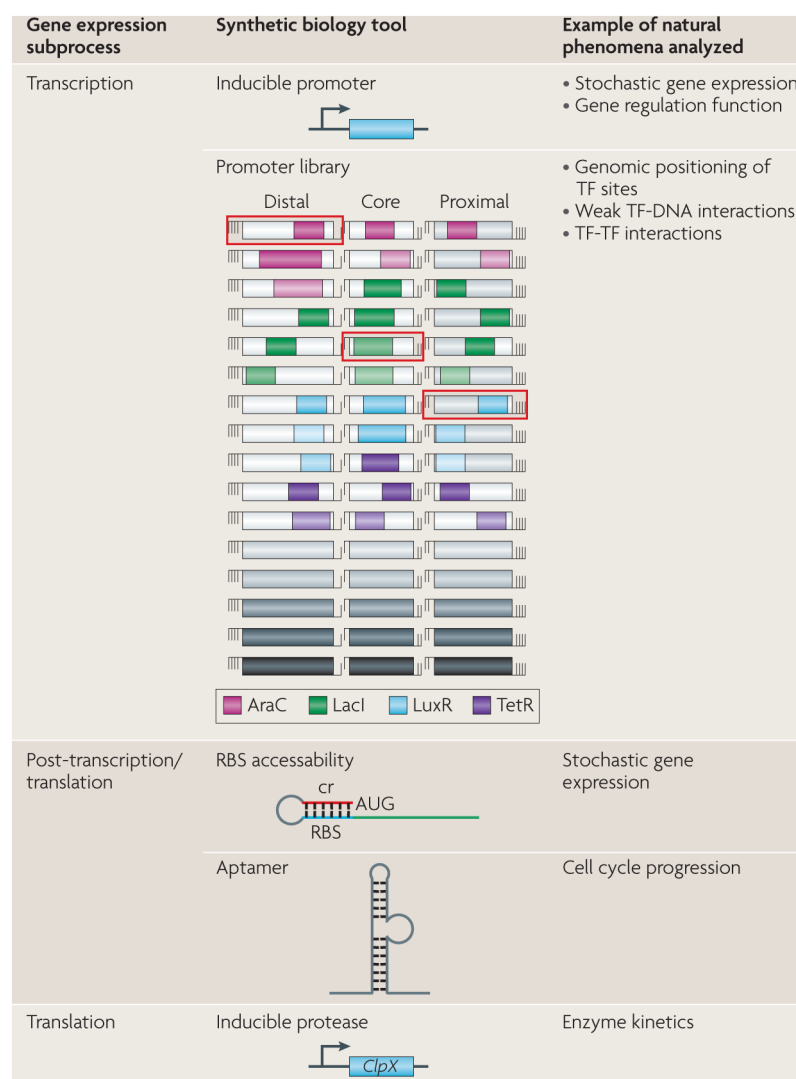 Gene expression subprocess
Synthetic biology tool
Example of natural phenomena analyzed
Transcription
Inducible promoter
• Stochastic gene expression
• Gene regulation function
Promoter library
• Genomic positioning of
TF sites
• Weak TF-DNA interactions
• TF-TF interactions
Distal
Core
Proximal
AraC
LacI
LuxR
TetR
Post-transcription/
translation
RBS accessability
Stochastic gene
expression
cr
AUG
RBS
Aptamer
Cell cycle progression
Translation
Inducible protease
Enzyme kinetics
ClpX